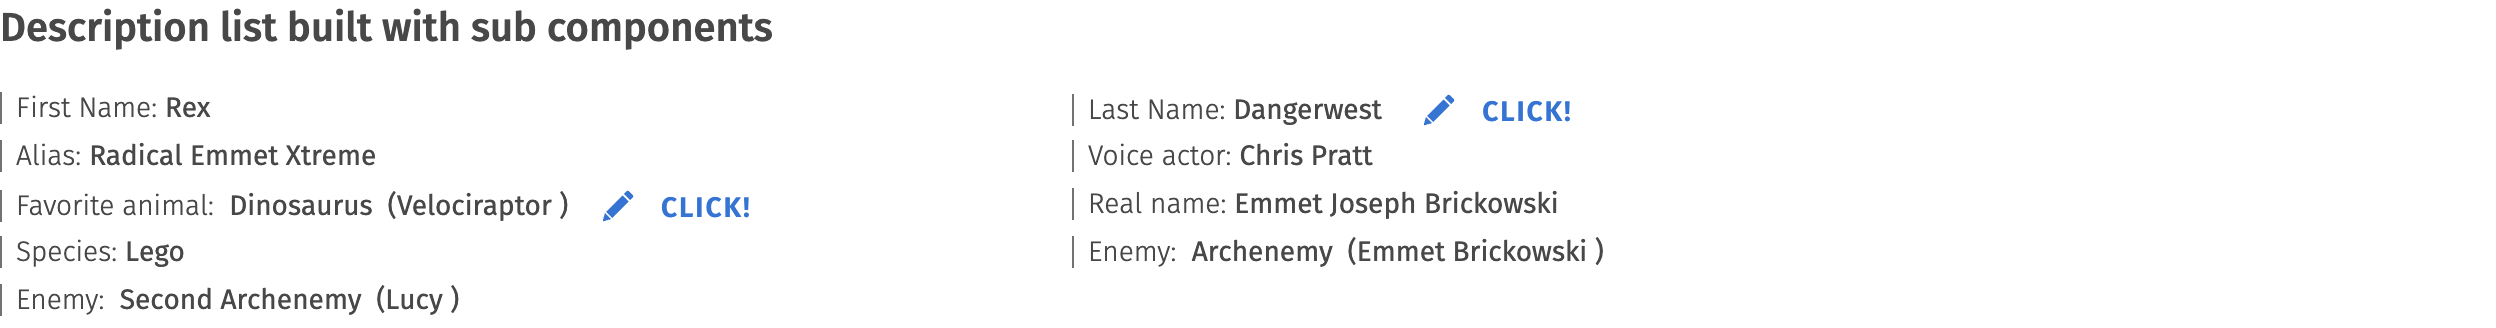 Description list built with sub components
First Name: Rex
Last Name: Dangerwest CLICK!
Alias: Radical Emmet Xtreme
Voice actor: Chris Pratt
Favorite animal: Dinosaurus (Velociraptor ) CLICK!
Real name: Emmet Joseph Brickowski
Species: Lego
Enemy: Archenemy (Emmet Brickowski )
Enemy: Second Archenemy (Lucy )